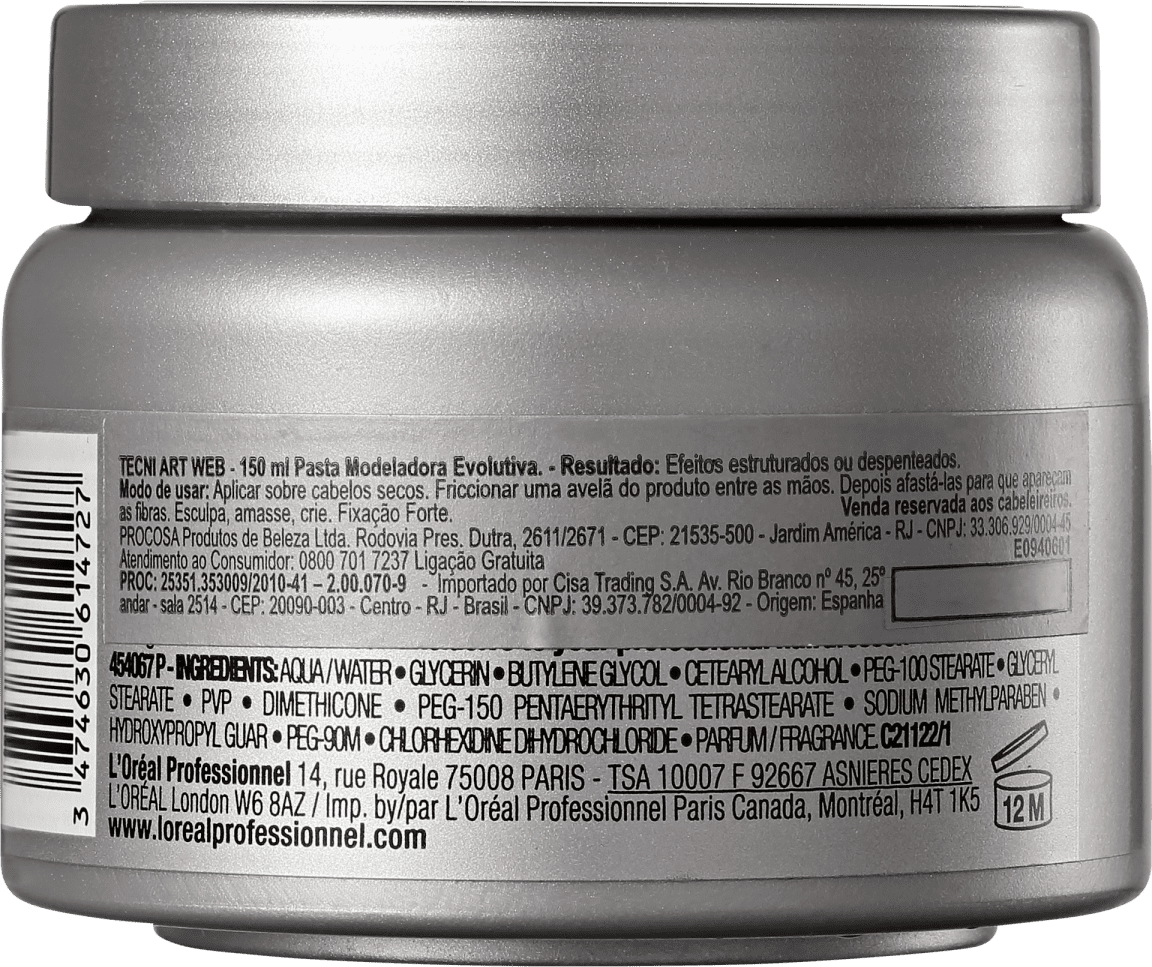 TECNI ART WEB - 150 ml Pasta Modeladora Evolutiva. - Resultado: Efeitos estruturados ou despenteados.
Modo de usar: Aplicar sobre cabelos secos. Friccionar uma avelã do produto entre as mãos. Depois afastá-las para que apareçam
as fibras. Esculpa, amasse, crie. Fixação Forte.
Venda reservada aos cabeleireiros.
PROCOSA Produtos de Beleza Ltda. Rodovia Pres. Dutra, 2611/2671 - CEP: 21535-500 - Jardim América - RJ - CNPJ: 33.306.929/0004-45
Atendimento ao Consumidor: 0800 701 7237 Ligação Gratuita
E0940601
PROC: 25351.353009/2010-41 – 2.00.070-9 - Importado por Cisa Trading S.A. Av. Rio Branco nº 45, 25º
andar - sala 2514 - CEP: 20090-003 - Centro - RJ - Brasil - CNPJ: 39.373.782/0004-92 - Origem: Espanha
454067 P - INGREDIENTS: AQUA / WATER • GLYCERIN • BUTYLENE GLYCOL • CETEARYL ALCOHOL • PEG-100 STEARATE • GLYCERYL
STEARATE • PVP • DIMETHICONE • PEG-150 PENTAERYTHRITYL TETRASTEARATE • SODIUM METHYLPARABEN •
HYDROXYPROPYL GUAR • PEG-90M • CHLORHEXIDINE DIHYDROCHLORIDE • PARFUM / FRAGRANCE. C21122/1
L'Oréal Professionnel 14, rue Royale 75008 PARIS - TSA 10007 F 92667 ASNIERES CEDEX
L'ORÉAL London W6 8AZ / Imp. by/par L'Oréal Professionnel Paris Canada, Montréal, H4T 1K5
www.lorealprofessionnel.com
12 M
3 474630 614727